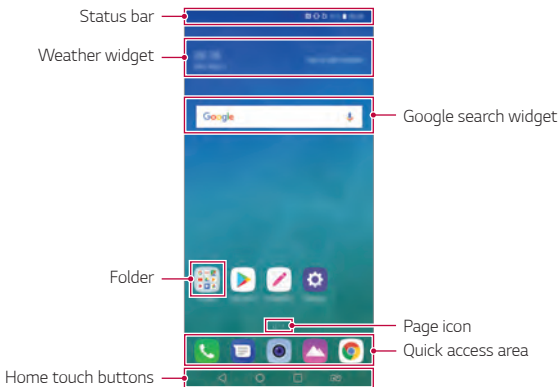 Status bar
Weather widget
Google
Google search widget
Folder
Page icon
Quick access area
Home touch buttons